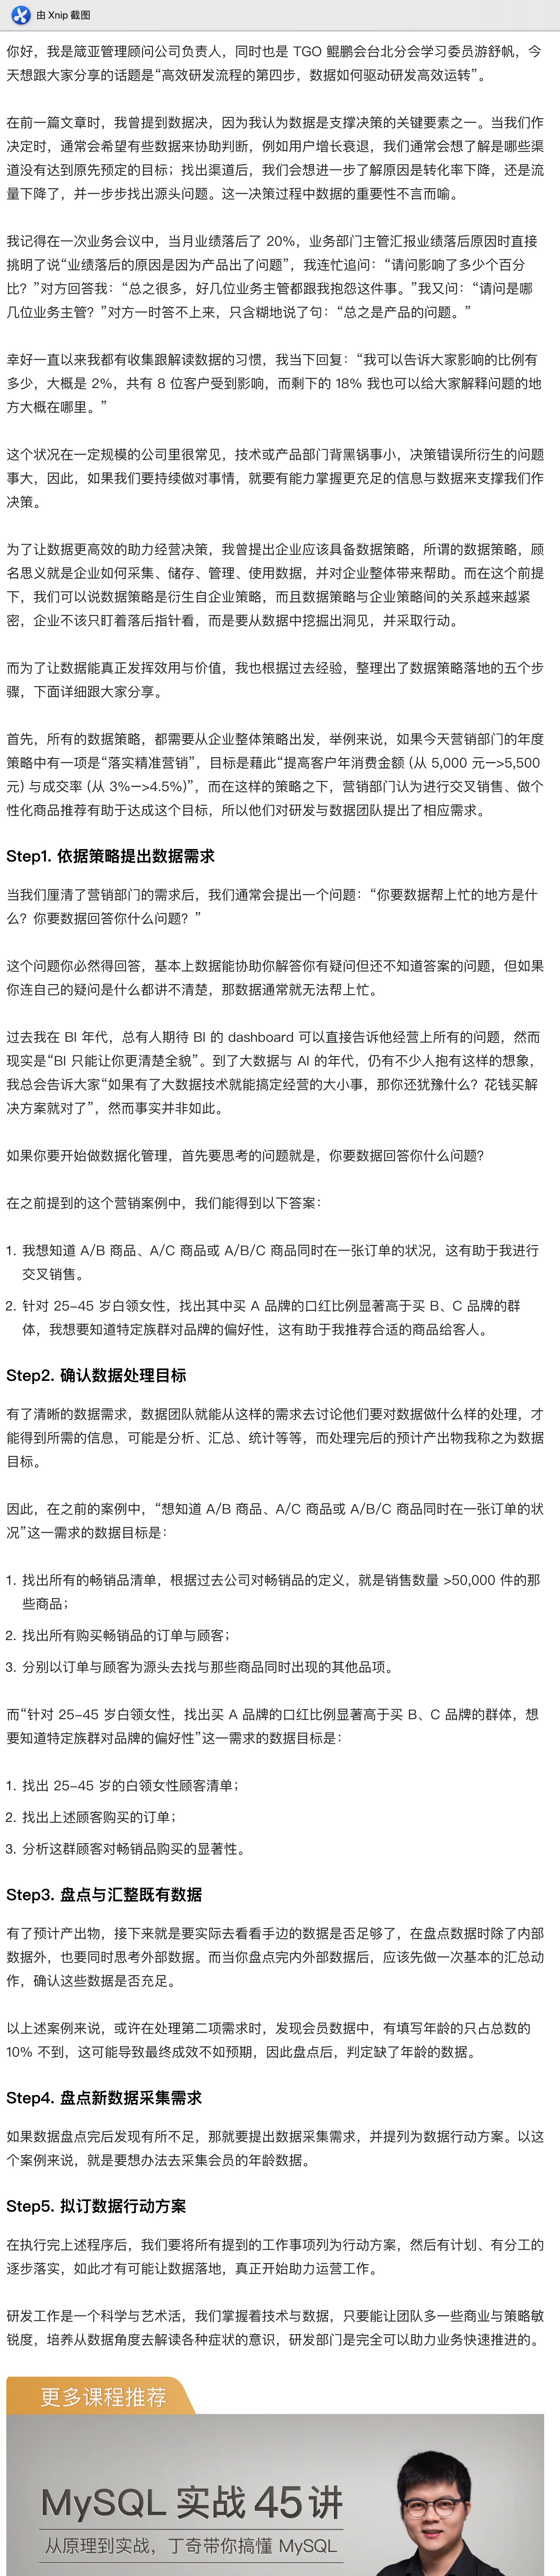 由 Xnip 截图
你好，我是箴亚管理顾问公司负责人，同时也是 TGO 鲲鹏会台北分会学习委员游舒帆，今
天想跟大家分享的话题是“高效研发流程的第四步，数据如何驱动研发高效运转”。
在前一篇文章时，我曾提到数据决，因为我认为数据是支撑决策的关键要素之一。当我们作
决定时，通常会希望有些数据来协助判断，例如用户增长衰退，我们通常会想了解是哪些渠
道没有达到原先预定的目标；找出渠道后，我们会想进一步了解原因是转化率下降，还是流
量下降了，并一步步找出源头问题。这一决策过程中数据的重要性不言而喻。
我记得在一次业务会议中，当月业绩落后了 20%，业务部门主管汇报业绩落后原因时直接
挑明了说“业绩落后的原因是因为产品出了问题”，我连忙追问：“请问影响了多少个百分
比？”对方回答我：“总之很多，好几位业务主管都跟我抱怨这件事。”我又问：“请问是哪
几位业务主管？”对方一时答不上来，只含糊地说了句：“总之是产品的问题。”
幸好一直以来我都有收集跟解读数据的习惯，我当下回复：“我可以告诉大家影响的比例有
多少，大概是 2%，共有 8 位客户受到影响，而剩下的 18% 我也可以给大家解释问题的地
方大概在哪里。”
这个状况在一定规模的公司里很常见，技术或产品部门背黑锅事小，决策错误所衍生的问题
事大，因此，如果我们要持续做对事情，就要有能力掌握更充足的信息与数据来支撑我们作
决策。
为了让数据更高效的助力经营决策，我曾提出企业应该具备数据策略，所谓的数据策略，顾
名思义就是企业如何采集、储存、管理、使用数据，并对企业整体带来帮助。而在这个前提
下，我们可以说数据策略是衍生自企业策略，而且数据策略与企业策略间的关系越来越紧
密，企业不该只盯着落后指针看，而是要从数据中挖掘出洞见，并采取行动。
而为了让数据能真正发挥效用与价值，我也根据过去经验，整理出了数据策略落地的五个步
骤，下面详细跟大家分享。
首先，所有的数据策略，都需要从企业整体策略出发，举例来说，如果今天营销部门的年度
策略中有一项是“落实精准营销”，目标是藉此“提高客户年消费金额 (从 5,000 元—>5,500
元) 与成交率 (从 3%—>4.5%)”，而在这样的策略之下，营销部门认为进行交叉销售、做个
性化商品推荐有助于达成这个目标，所以他们对研发与数据团队提出了相应需求。
Step1. 依据策略提出数据需求
当我们厘清了营销部门的需求后，我们通常会提出一个问题：“你要数据帮上忙的地方是什
么？你要数据回答你什么问题？”
这个问题你必然得回答，基本上数据能协助你解答你有疑问但还不知道答案的问题，但如果
你连自己的疑问是什么都讲不清楚，那数据通常就无法帮上忙。
过去我在 BI 年代，总有人期待 BI 的 dashboard 可以直接告诉他经营上所有的问题，然而
现实是“BI 只能让你更清楚全貌”。到了大数据与 AI 的年代，仍有不少人抱有这样的想象，
我总会告诉大家“如果有了大数据技术就能搞定经营的大小事，那你还犹豫什么？花钱买解
决方案就对了”，然而事实并非如此。
如果你要开始做数据化管理，首先要思考的问题就是，你要数据回答你什么问题？
在之前提到的这个营销案例中，我们能得到以下答案：
1. 我想知道 A/B 商品、A/C 商品或 A/B/C 商品同时在一张订单的状况，这有助于我进行
交叉销售。
2. 针对 25-45 岁白领女性，找出其中买 A 品牌的口红比例显著高于买 B、C 品牌的群
体，我想要知道特定族群对品牌的偏好性，这有助于我推荐合适的商品给客人。
Step2. 确认数据处理目标
有了清晰的数据需求，数据团队就能从这样的需求去讨论他们要对数据做什么样的处理，才
能得到所需的信息，可能是分析、汇总、统计等等，而处理完后的预计产出物我称之为数据
目标。
因此，在之前的案例中，“想知道 A/B 商品、A/C 商品或 A/B/C 商品同时在一张订单的状
况”这一需求的数据目标是：
1. 找出所有的畅销品清单，根据过去公司对畅销品的定义，就是销售数量 >50,000 件的那
些商品；
2. 找出所有购买畅销品的订单与顾客；
3. 分别以订单与顾客为源头去找与那些商品同时出现的其他品项。
而“针对 25-45 岁白领女性，找出买 A 品牌的口红比例显著高于买 B、C 品牌的群体，想
要知道特定族群对品牌的偏好性”这一需求的数据目标是：
1. 找出 25-45 岁的白领女性顾客清单；
2. 找出上述顾客购买的订单；
3. 分析这群顾客对畅销品购买的显著性。
Step3. 盘点与汇整既有数据
有了预计产出物，接下来就是要实际去看看手边的数据是否足够了，在盘点数据时除了内部
数据外，也要同时思考外部数据。而当你盘点完内外部数据后，应该先做一次基本的汇总动
作，确认这些数据是否充足。
以上述案例来说，或许在处理第二项需求时，发现会员数据中，有填写年龄的只占总数的
10% 不到，这可能导致最终成效不如预期，因此盘点后，判定缺了年龄的数据。
Step4. 盘点新数据采集需求
如果数据盘点完后发现有所不足，那就要提出数据采集需求，并提列为数据行动方案。以这
个案例来说，就是要想办法去采集会员的年龄数据。
Step5. 拟订数据行动方案
在执行完上述程序后，我们要将所有提到的工作事项列为行动方案，然后有计划、有分工的
逐步落实，如此才有可能让数据落地，真正开始助力运营工作。
研发工作是一个科学与艺术活，我们掌握着技术与数据，只要能让团队多一些商业与策略敏
锐度，培养从数据角度去解读各种症状的意识，研发部门是完全可以助力业务快速推进的。
更多课程推荐
MySQL 实战 45 讲
从原理到实战，丁奇带你搞懂 MySQL